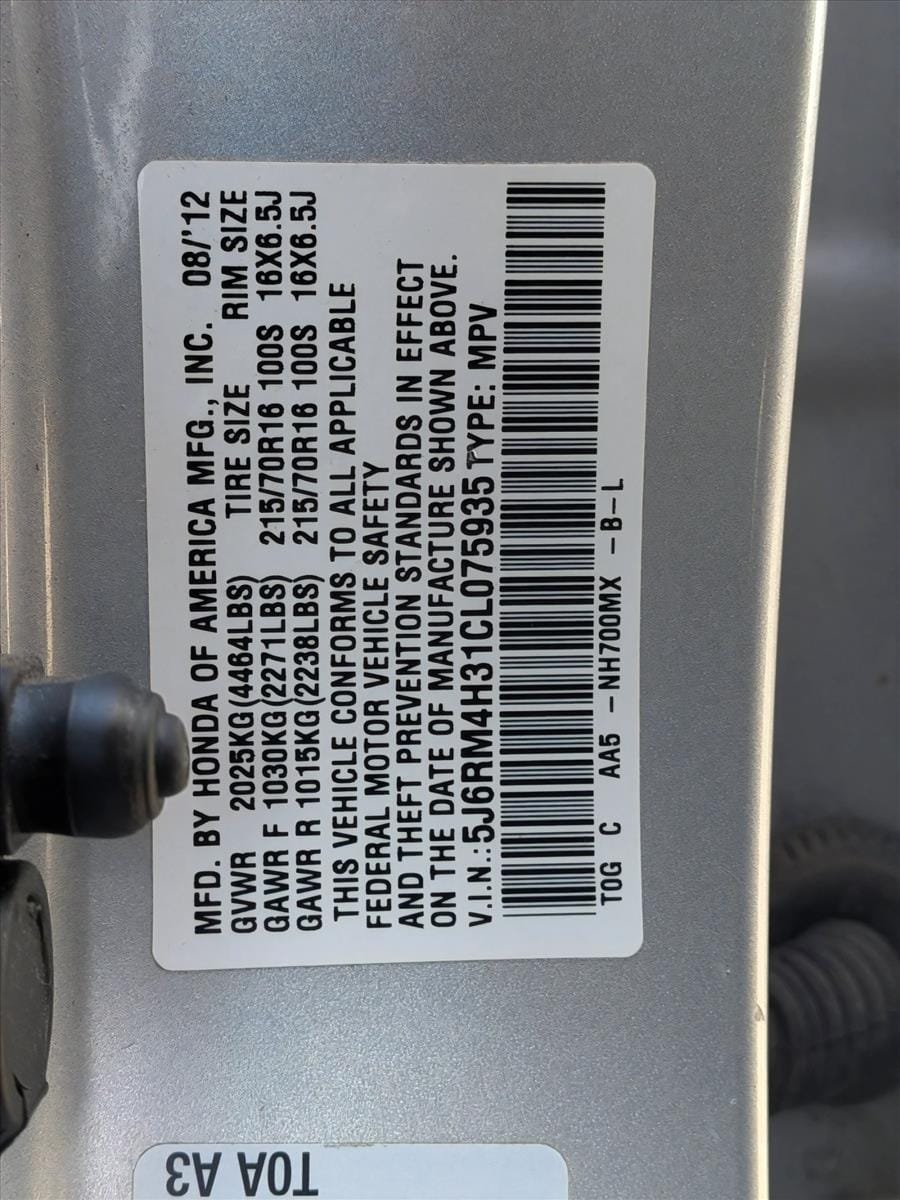 MFD. BY HONDA OF AMERICA MFG., INC. 08/'12
GVWR 2025KG(4464LBS) TIRE SIZE RIM SIZE
GAWR F 1030KG(2271LBS) 215/70R16 100S 16X6.5J
GAWR R 1015KG(2238LBS) 215/70R16 100S 16X6.5J
THIS VEHICLE CONFORMS TO ALL APPLICABLE
FEDERAL MOTOR VEHICLE SAFETY
AND THEFT PREVENTION STANDARDS IN EFFECT
ON THE DATE OF MANUFACTURE SHOWN ABOVE.
V.I.N.:5J6RM4H31CL075935 TYPE: MPV
TOG C AA5 -NH700MX -B-L
TOA A3